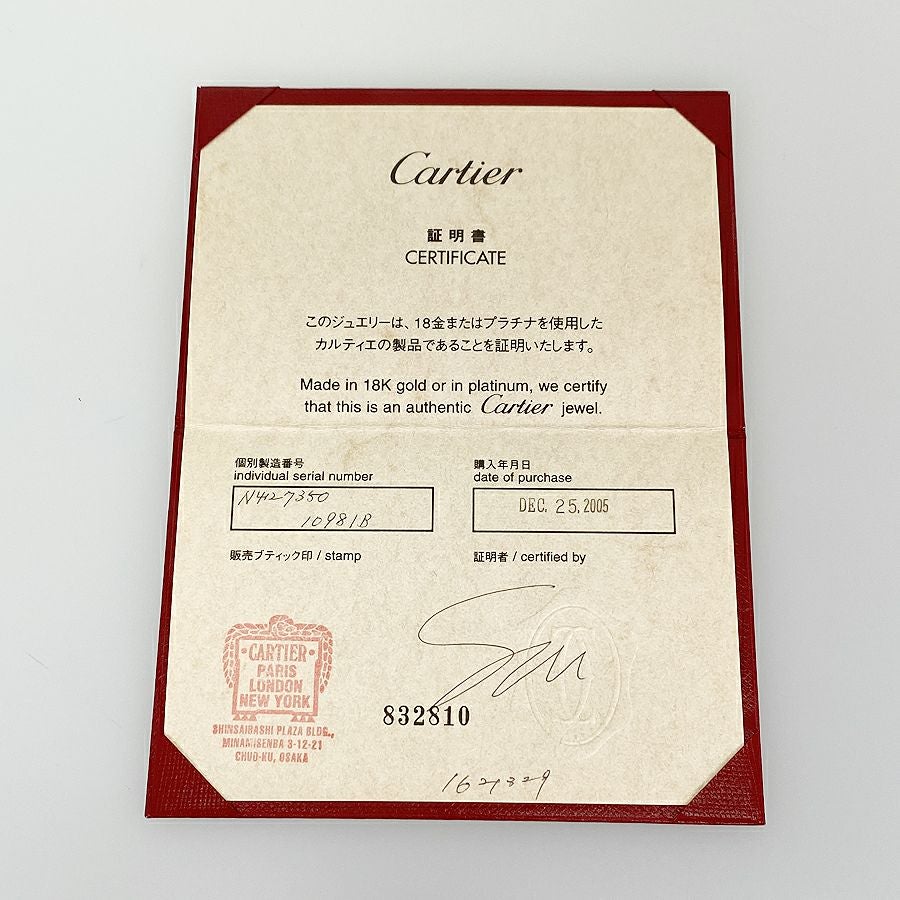 Cartier
証明書
CERTIFICATE
このジュエリーは、18金またはプラチナを使用した
カルティエの製品であることを証明いたします。
Made in 18K gold or in platinum, we certify
that this is an authentic Cartier jewel.
個別製造番号
individual serial number
N4127350
10981B
購入年月日
date of purchase
DEC. 25, 2005
販売ブティック印 / stamp
証明者 / certified by
・CARTIER・
PARIS
LONDON
NEW YORK
SHINSAIBASHI PLAZA BLDG.,
MINAMISENBA 3-12-21
CHUO-KU, OSAKA
832810